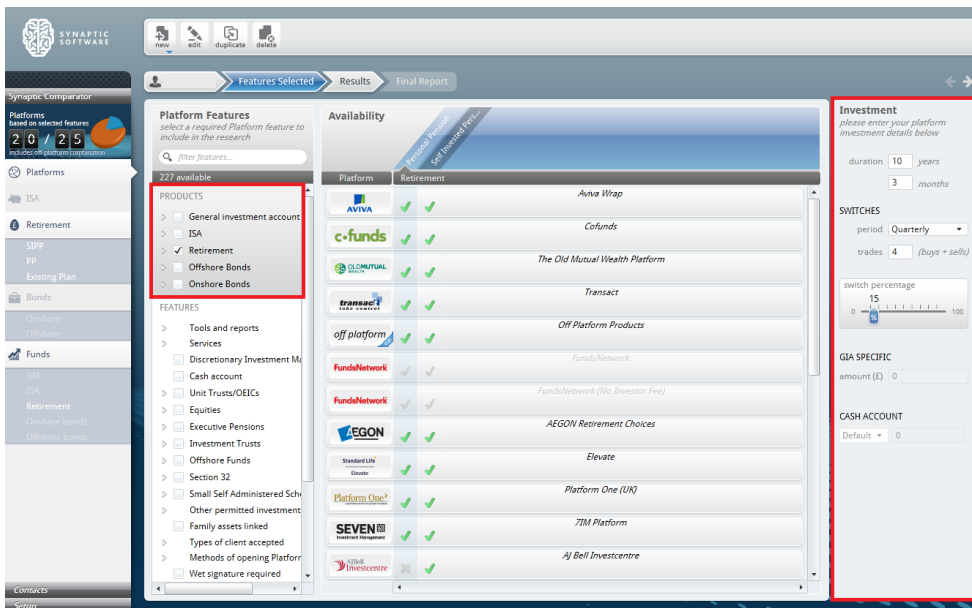 SYNAPTIC
SOFTWARE
new
edit
duplicate
delete
Features Selected
Results
Final Report
Synaptic Comparator
Platforms
based on selected features
20 / 25
includes off platform combination
Platforms
ISA
Retirement
SIPP
PP
Existing Plan
Bonds
Onshore
Offshore
Funds
GIA
ISA
Retirement
Onshore bonds
Offshore bonds
Contacts
Setup
Platform Features
select a required Platform feature to
include in the research
filter features...
227 available
PRODUCTS
General investment account
ISA
Retirement
Offshore Bonds
Onshore Bonds
FEATURES
Tools and reports
Services
Discretionary Investment Ma
Cash account
Unit Trusts/OEICs
Equities
Executive Pensions
Investment Trusts
Offshore Funds
Section 32
Small Self Administered Sch
Other permitted investment
Family assets linked
Types of client accepted
Methods of opening Platform
Wet signature required
Availability
Personal Pension
Self Invested Pers...
Platform
Retirement
AVIVA
Aviva Wrap
c•funds
Cofunds
OLDMUTUAL
WEALTH
The Old Mutual Wealth Platform
transact
take control
Transact
off platform
Off Platform Products
FundsNetwork
FundsNetwork
FundsNetwork
FundsNetwork (No Investor Fee)
AEGON
AEGON Retirement Choices
Standard Life
Elevate
Elevate
Platform One
Platform One (UK)
SEVEN IM
Investment Management
7IM Platform
AJBell
Investcentre
AJ Bell Investcentre
Investment
please enter your platform
investment details below
duration 10 years
3 months
SWITCHES
period Quarterly
trades 4 (buys + sells)
switch percentage
15
0 100
%
GIA SPECIFIC
amount (£) 0
CASH ACCOUNT
Default 0